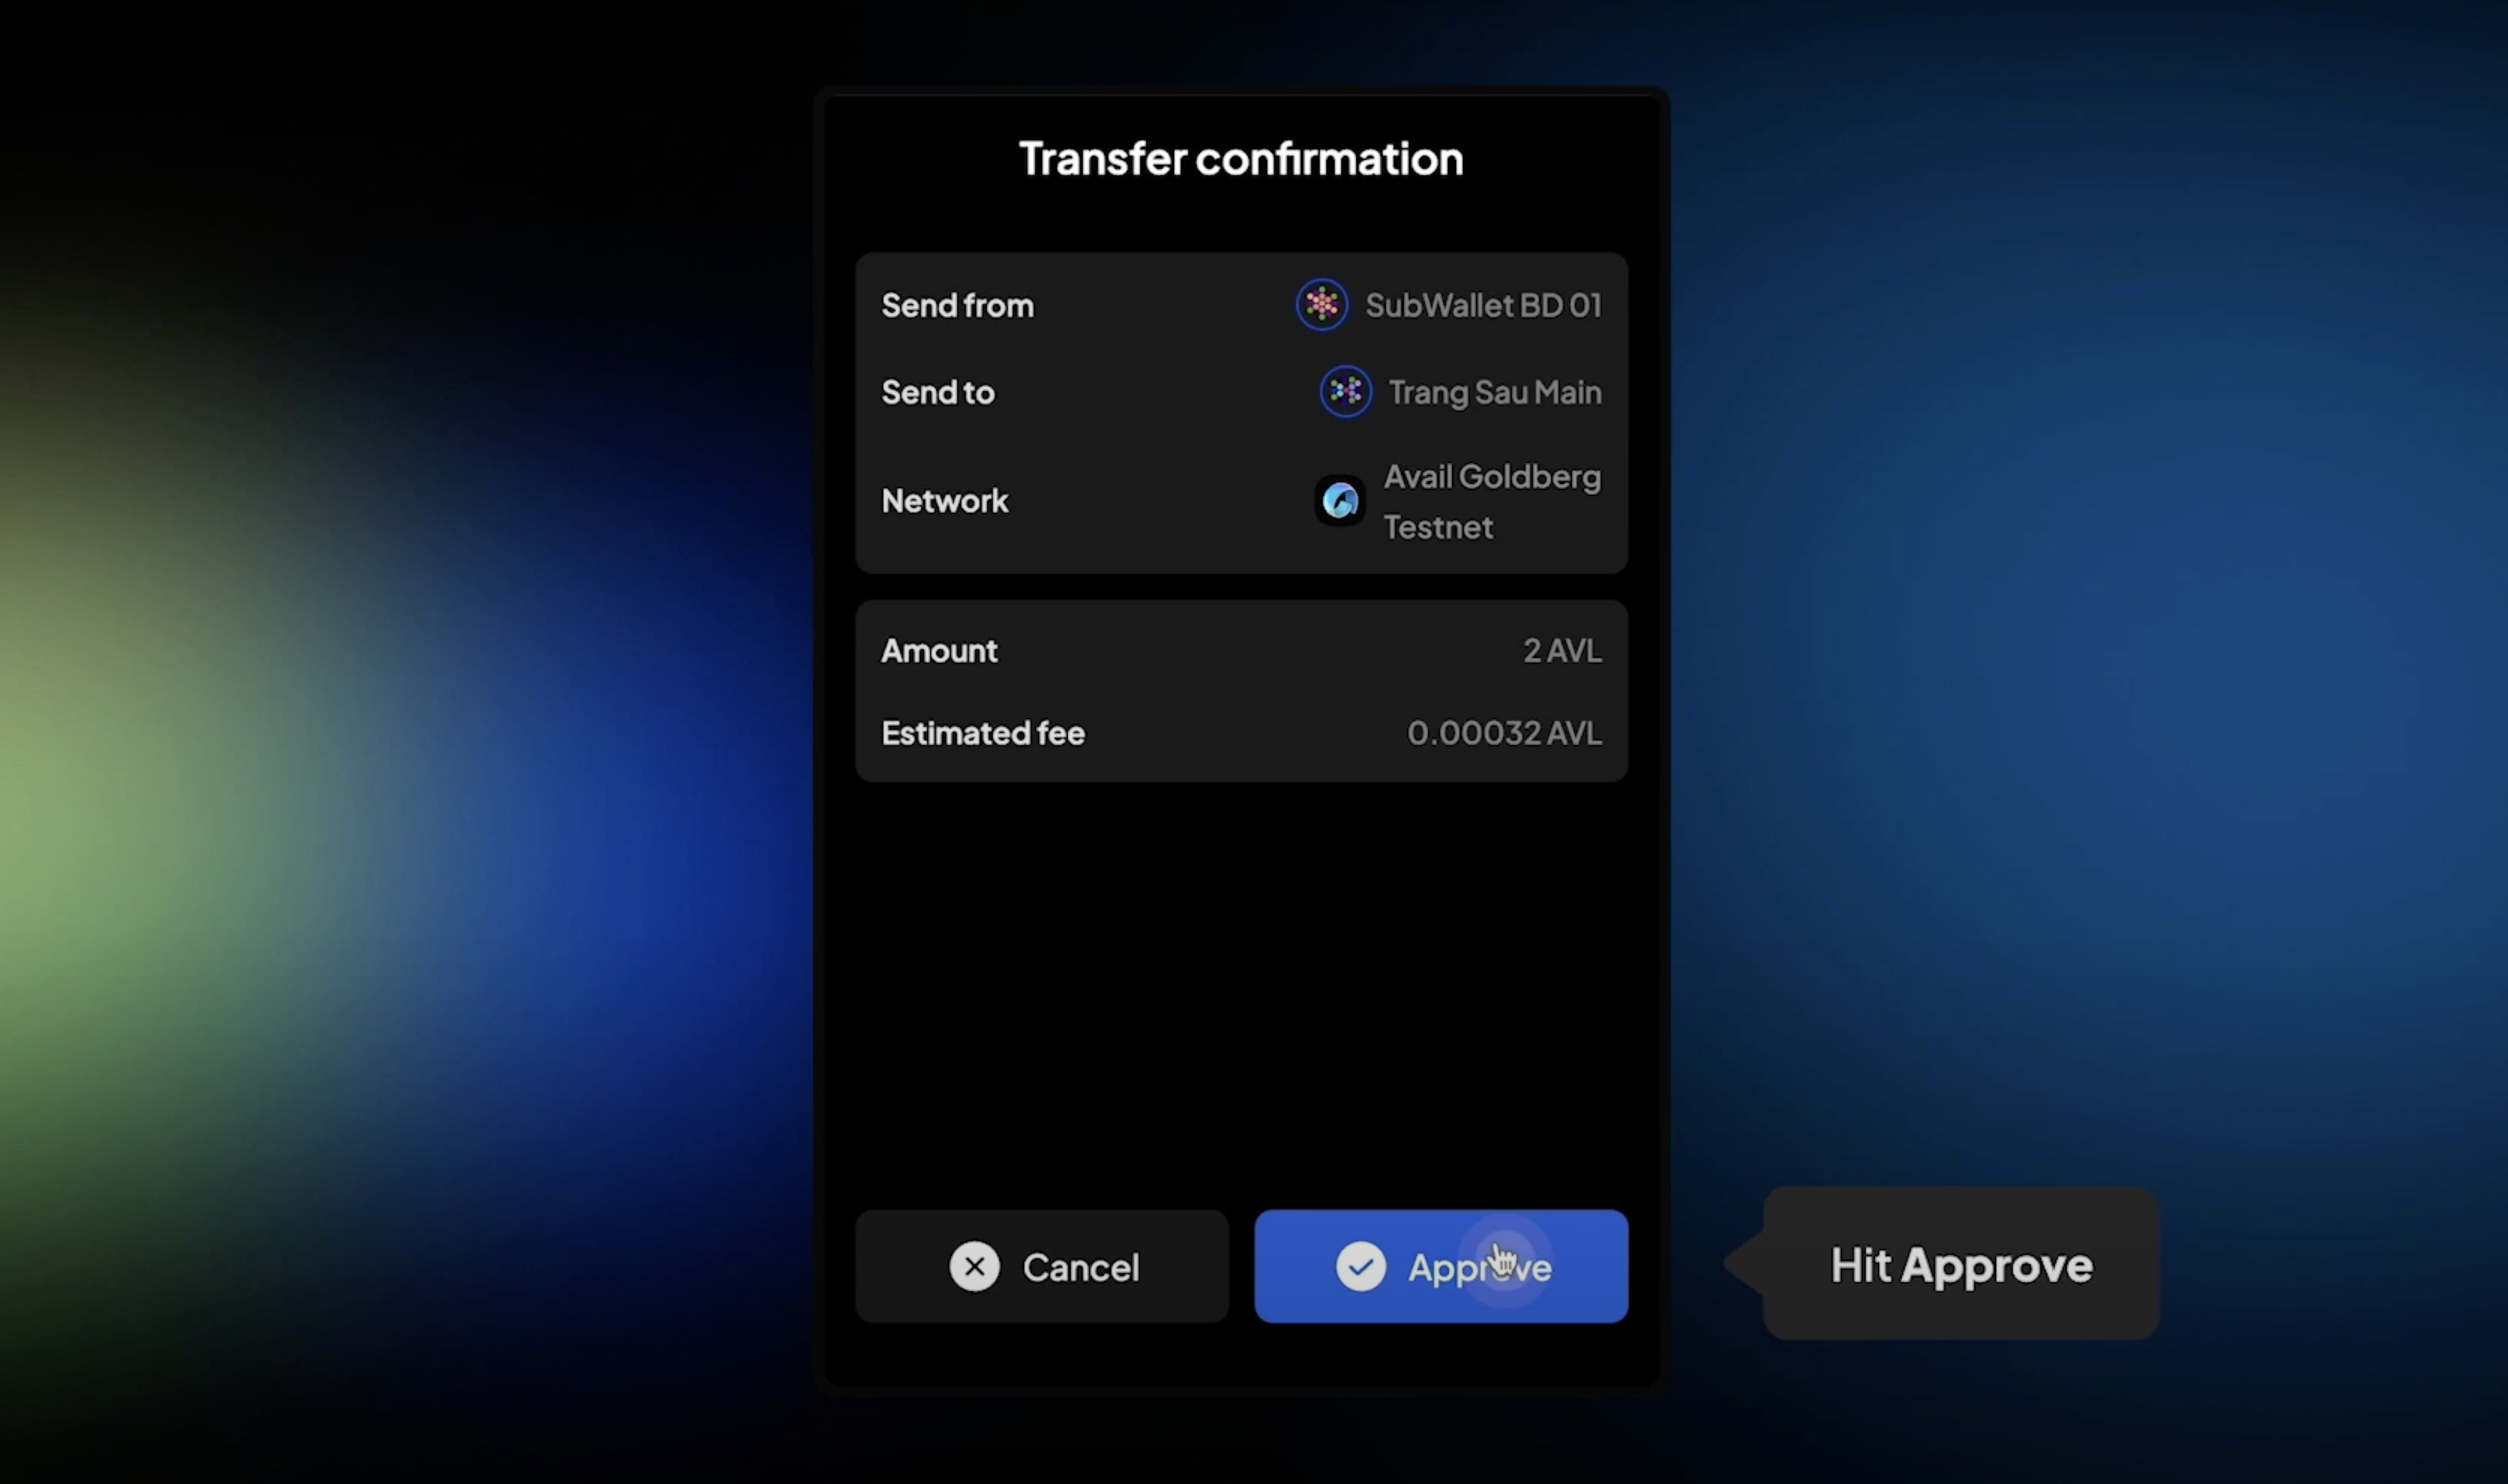 Transfer confirmation
Send from SubWallet BD 01
Send to Trang Sau Main
Network Avail Goldberg
Testnet
Amount 2 AVL
Estimated fee 0.00032 AVL
Cancel Approve
Hit Approve